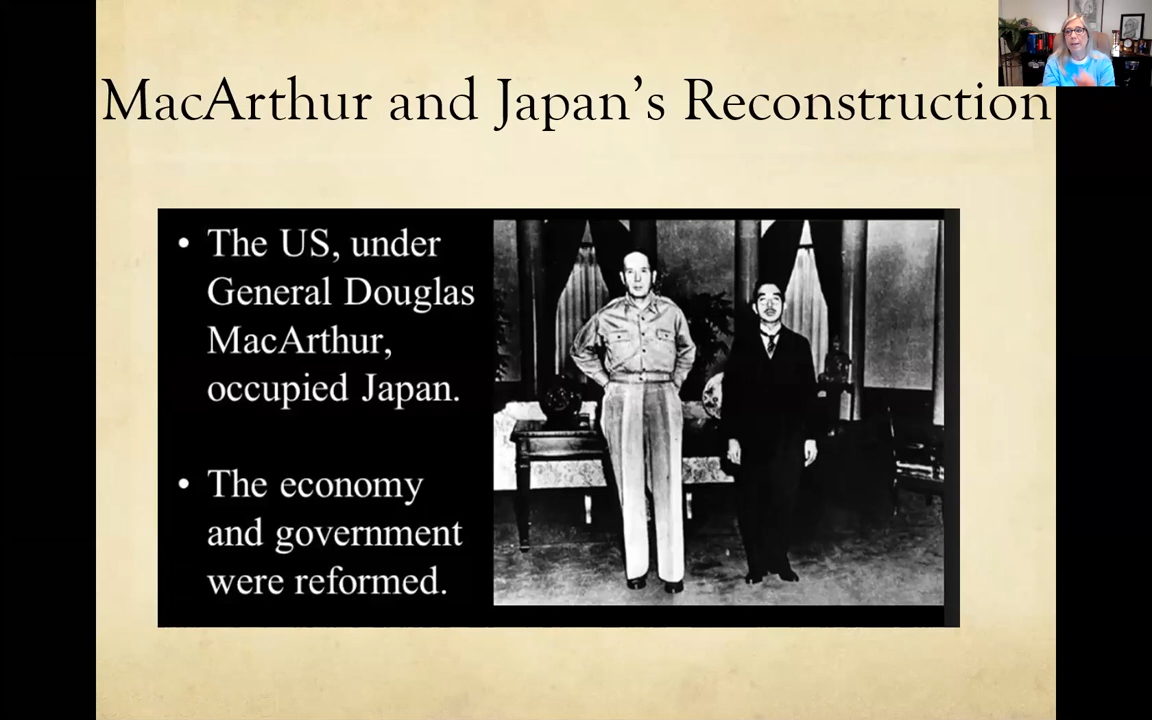 MacArthur and Japan's Reconstruction
• The US, under
General Douglas
MacArthur,
occupied Japan.
• The economy
and government
were reformed.